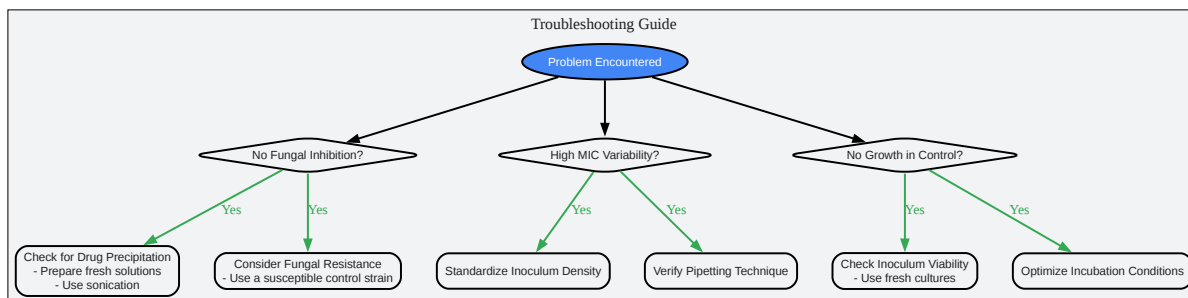 Troubleshooting Guide
Problem Encountered
No Fungal Inhibition?
High MIC Variability?
No Growth in Control?
Yes
Yes
Yes
Yes
Yes
Yes
Check for Drug Precipitation
- Prepare fresh solutions
- Use sonication
Consider Fungal Resistance
- Use a susceptible control strain
Standardize Inoculum Density
Verify Pipetting Technique
Check Inoculum Viability
- Use fresh cultures
Optimize Incubation Conditions